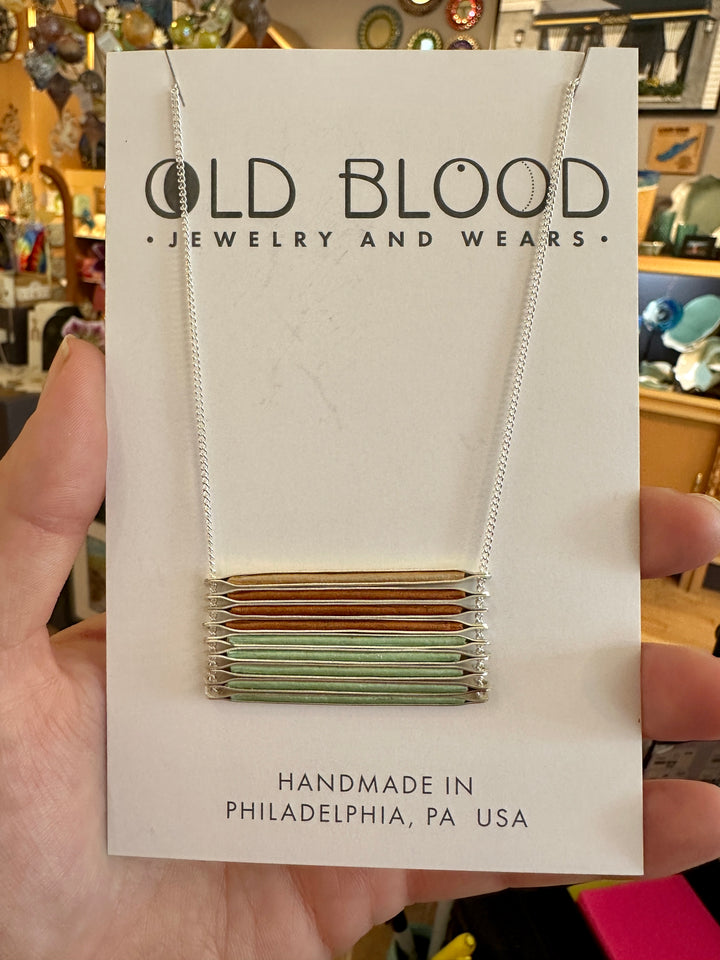 OLD BLOOD
• JEWELRY AND WEARS •
HANDMADE IN
PHILADELPHIA, PA USA